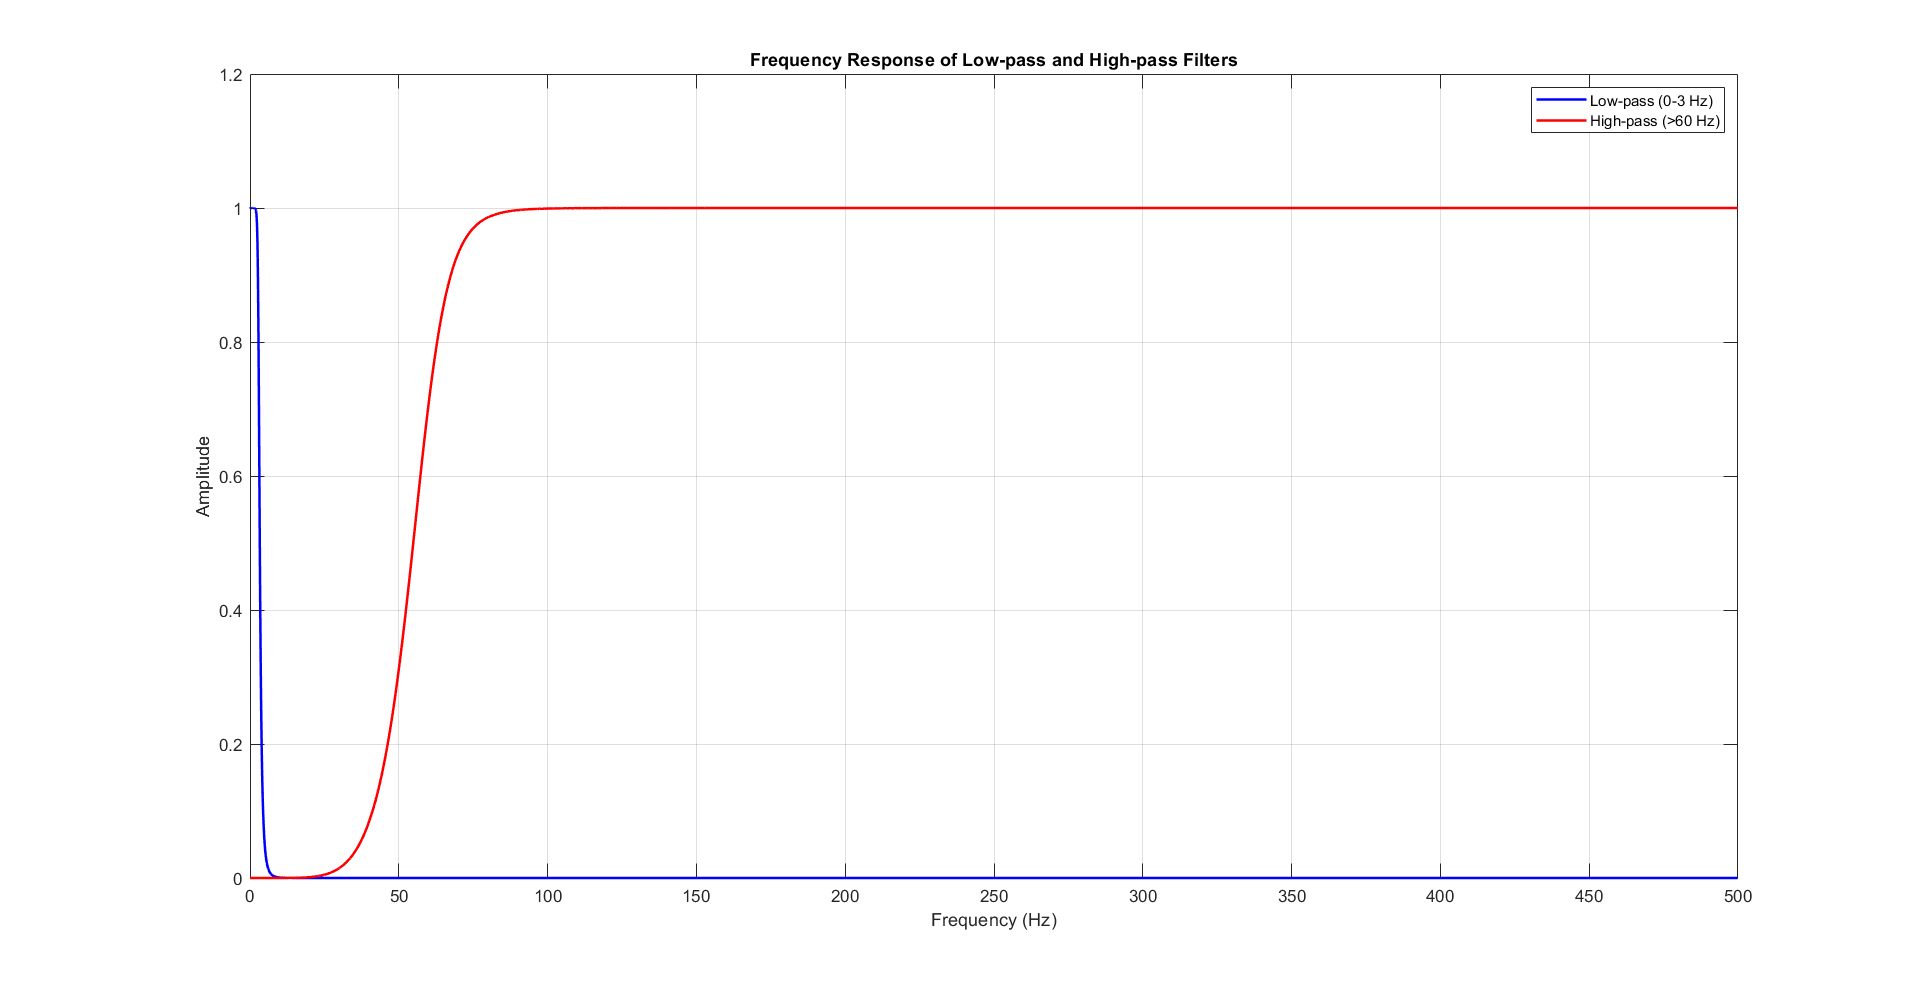 Frequency Response of Low-pass and High-pass Filters
1.2
1
0.8
0.6
0.4
0.2
0
Amplitude
Low-pass (0-3 Hz)
High-pass (>60 Hz)
0 50 100 150 200 250 300 350 400 450 500
Frequency (Hz)